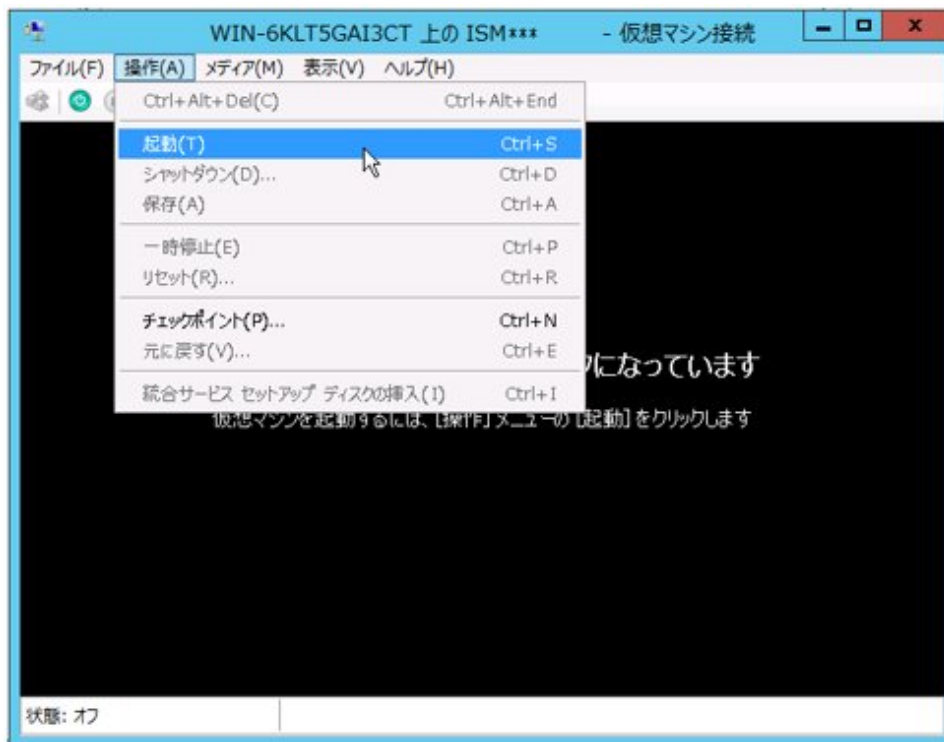 WIN-6KLT5GAI3CT 上の ISM*** - 仮想マシン接続
ファイル(F) 操作(A) メディア(M) 表示(V) ヘルプ(H)
Ctrl+Alt+Del(C) Ctrl+Alt+End
起動(T) Ctrl+S
シャットダウン(D)... Ctrl+D
保存(A) Ctrl+A
一時停止(E) Ctrl+P
リセット(R)... Ctrl+R
チェックポイント(P)... Ctrl+N
元に戻す(V)... Ctrl+E
統合サービス セットアップ ディスクの挿入(I) Ctrl+I
になっています
仮想マシンを起動するには、[操作] メニューの [起動] をクリックします
状態: オフ